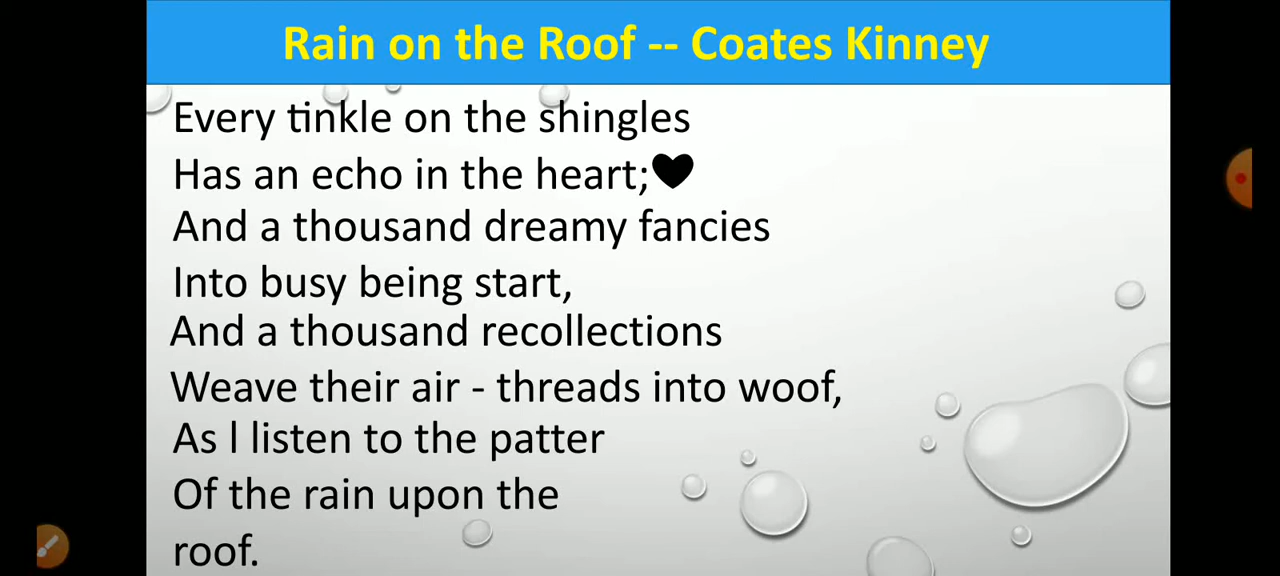 Rain on the Roof -- Coates Kinney
Every tinkle on the shingles
Has an echo in the heart;
And a thousand dreamy fancies
Into busy being start,
And a thousand recollections
Weave their air - threads into woof,
As l listen to the patter
Of the rain upon the
roof.